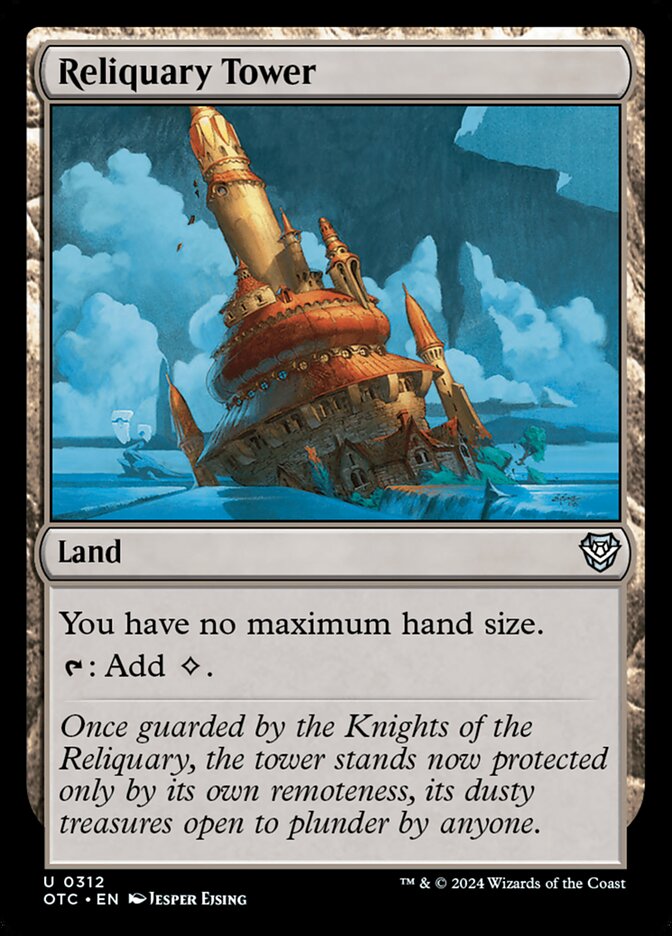 Reliquary Tower
Land
You have no maximum hand size.
: Add .
Once guarded by the Knights of the
Reliquary, the tower stands now protected
only by its own remoteness, its dusty
treasures open to plunder by anyone.
U 0312
OTC • EN Jesper Ejsing
™ & © 2024 Wizards of the Coast